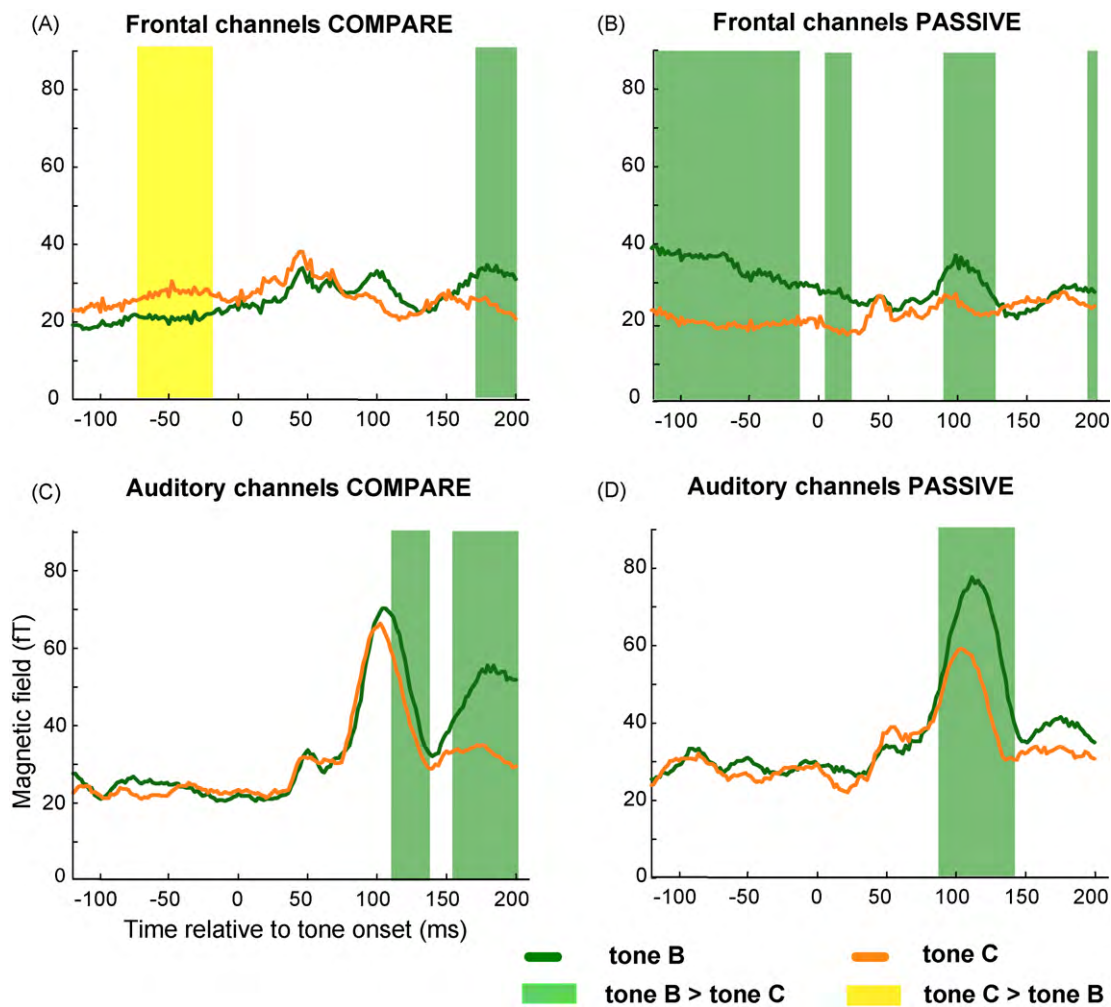 (A) Frontal channels COMPARE
80
60
40
20
0
-100 -50 0 50 100 150 200
(B) Frontal channels PASSIVE
80
60
40
20
0
-100 -50 0 50 100 150 200
(C) Auditory channels COMPARE
Magnetic field (fT)
80
60
40
20
0
-100 -50 0 50 100 150 200
Time relative to tone onset (ms)
(D) Auditory channels PASSIVE
80
60
40
20
0
-100 -50 0 50 100 150 200
tone B tone C
tone B > tone C tone C > tone B